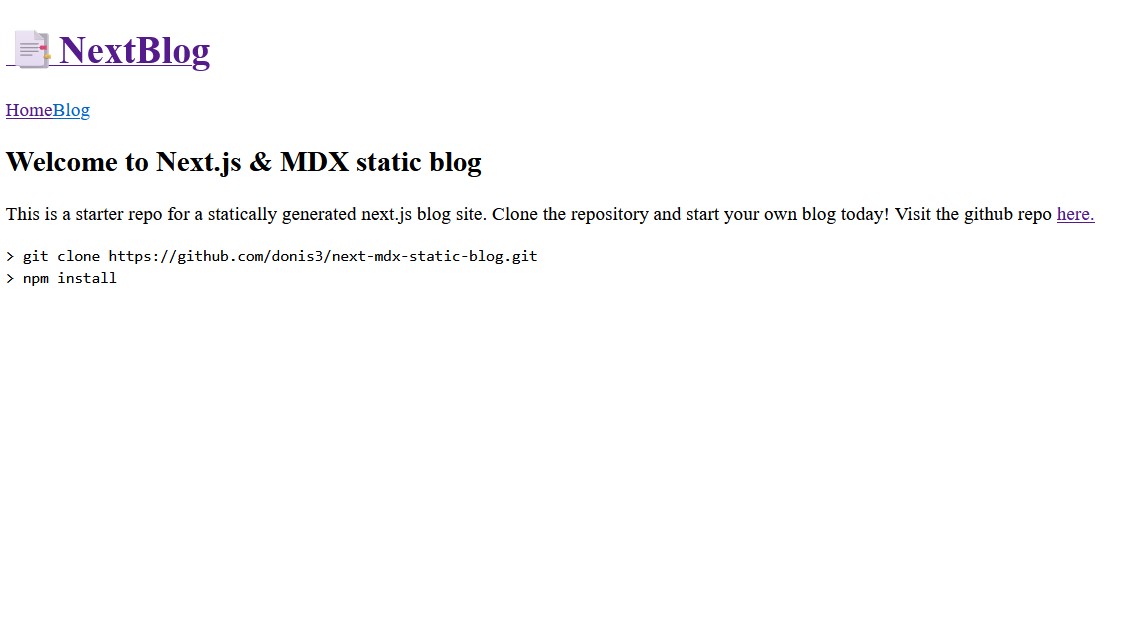 NextBlog
HomeBlog
Welcome to Next.js & MDX static blog
This is a starter repo for a statically generated next.js blog site. Clone the repository and start your own blog today! Visit the github repo here.
> git clone https://github.com/donis3/next-mdx-static-blog.git
> npm install